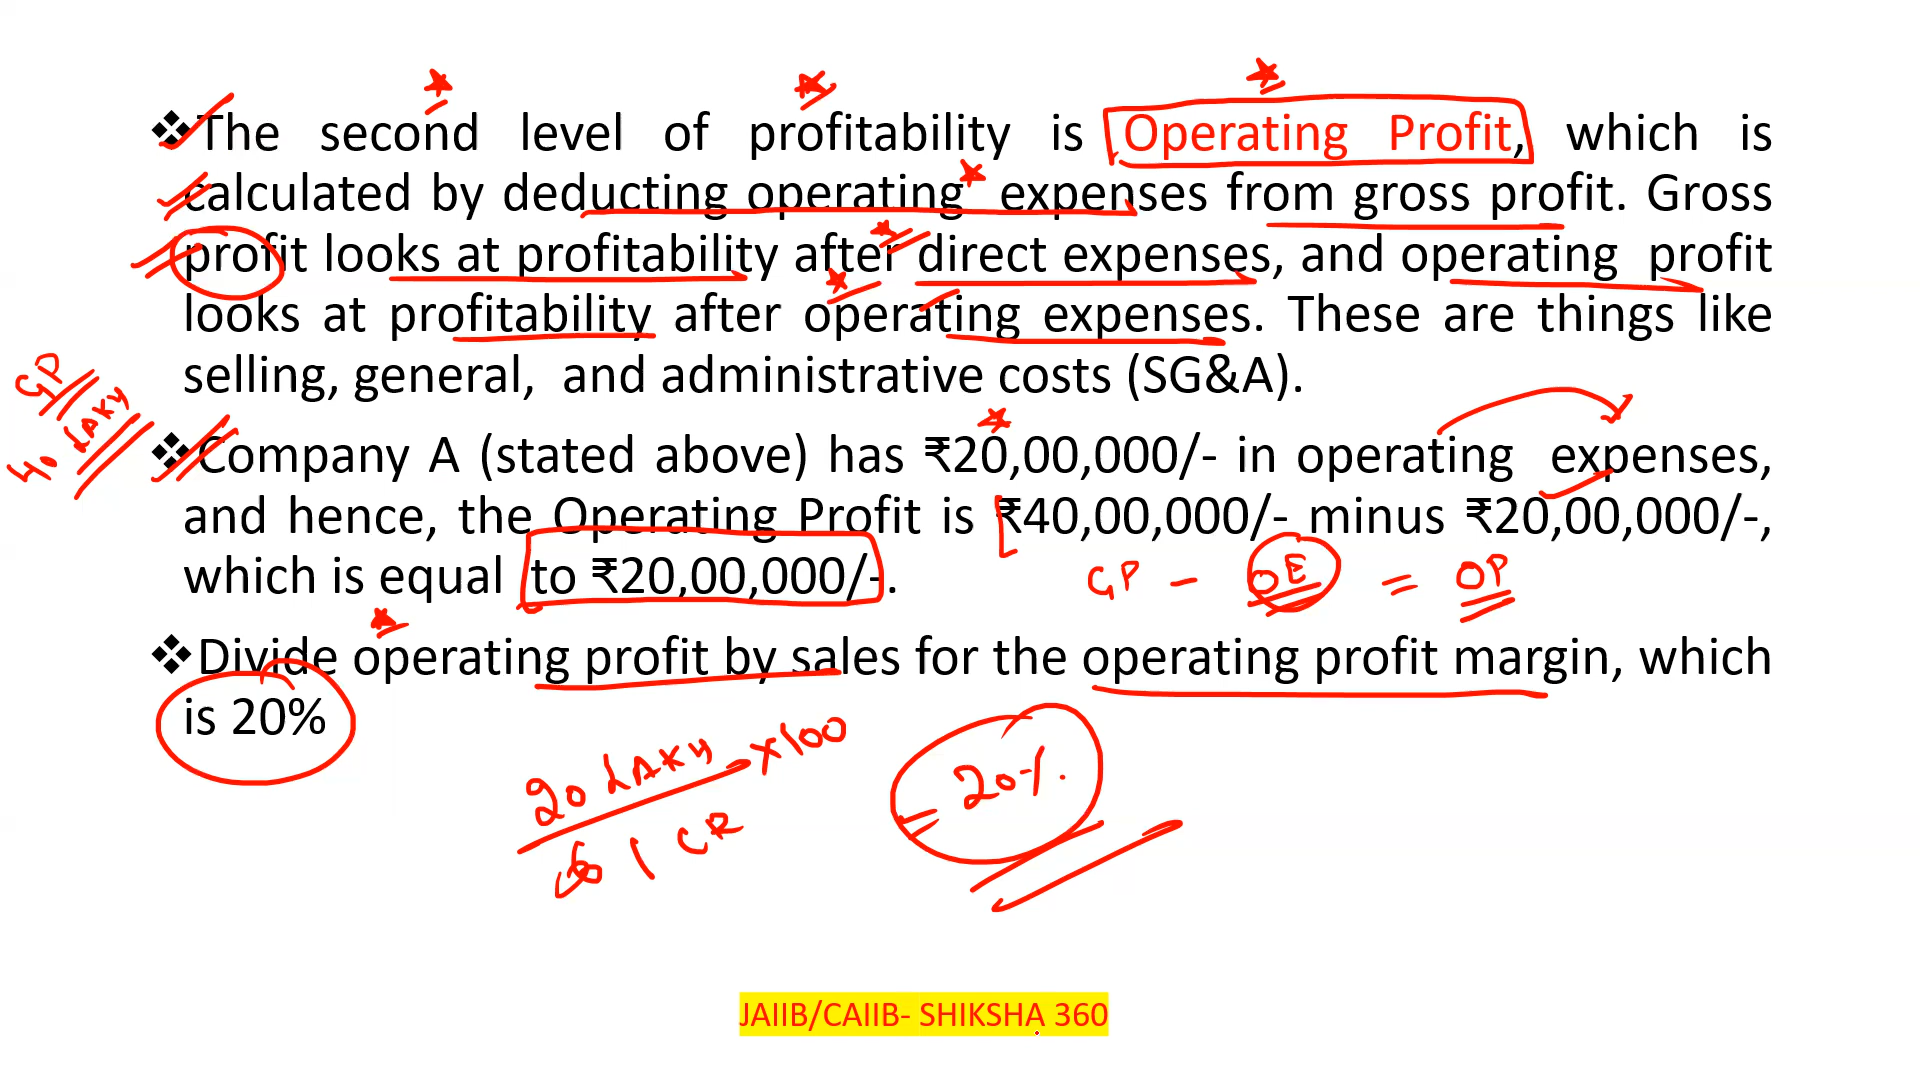 ❖The second level of profitability is Operating Profit, which is
calculated by deducting operating expenses from gross profit. Gross
profit looks at profitability after direct expenses, and operating profit
looks at profitability after operating expenses. These are things like
selling, general, and administrative costs (SG&A).
GP
40 LAKH
❖Company A (stated above) has ₹20,00,000/- in operating expenses,
and hence, the Operating Profit is ₹40,00,000/- minus ₹20,00,000/-,
which is equal to ₹20,00,000/-.
GP - OE = OP
❖Divide operating profit by sales for the operating profit margin, which
is 20%
20 LAKH x100
1 CR
= 20%.
JAIIB/CAIIB- SHIKSHA 360